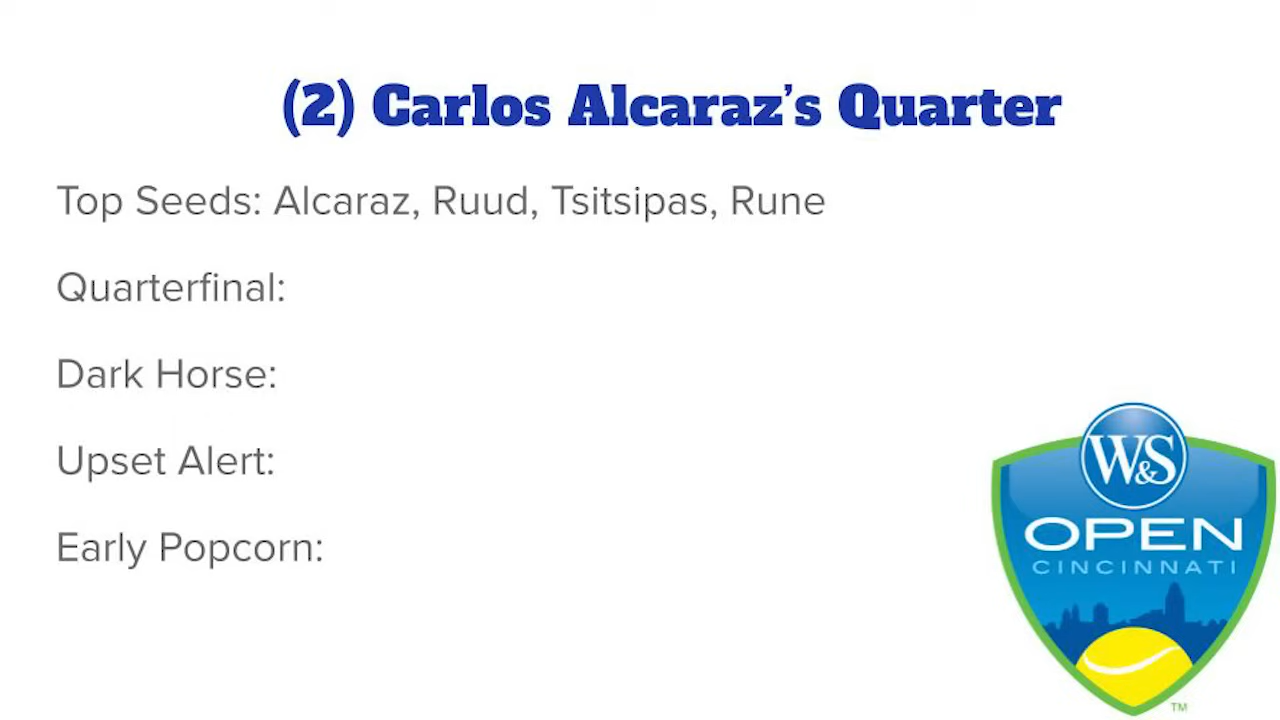 (2) Carlos Alcaraz's Quarter
Top Seeds: Alcaraz, Ruud, Tsitsipas, Rune
Quarterfinal:
Dark Horse:
Upset Alert:
Early Popcorn:
W&S
OPEN
CINCINNATI
TM